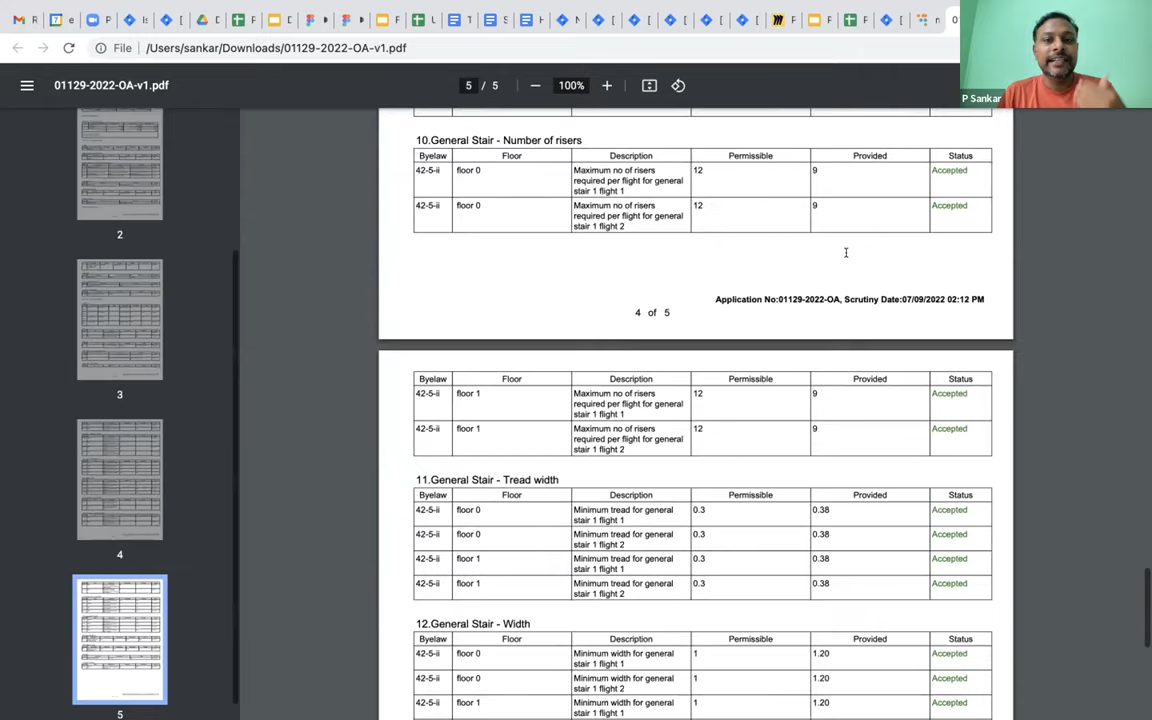 File /Users/sankar/Downloads/01129-2022-OA-v1.pdf
01129-2022-OA-v1.pdf
5 / 5
100%
P Sankar
2
3
4
5
10.General Stair - Number of risers
Byelaw Floor Description Permissible Provided Status
42-5-ii floor 0 Maximum no of risers 12 9 Accepted
required per flight for general
stair 1 flight 1
42-5-ii floor 0 Maximum no of risers 12 9 Accepted
required per flight for general
stair 1 flight 2
Application No:01129-2022-OA, Scrutiny Date:07/09/2022 02:12 PM
4 of 5
Byelaw Floor Description Permissible Provided Status
42-5-ii floor 1 Maximum no of risers 12 9 Accepted
required per flight for general
stair 1 flight 1
42-5-ii floor 1 Maximum no of risers 12 9 Accepted
required per flight for general
stair 1 flight 2
11.General Stair - Tread width
Byelaw Floor Description Permissible Provided Status
42-5-ii floor 0 Minimum tread for general 0.3 0.38 Accepted
stair 1 flight 1
42-5-ii floor 0 Minimum tread for general 0.3 0.38 Accepted
stair 1 flight 2
42-5-ii floor 1 Minimum tread for general 0.3 0.38 Accepted
stair 1 flight 1
42-5-ii floor 1 Minimum tread for general 0.3 0.38 Accepted
stair 1 flight 2
12.General Stair - Width
Byelaw Floor Description Permissible Provided Status
42-5-ii floor 0 Minimum width for general 1 1.20 Accepted
stair 1 flight 1
42-5-ii floor 0 Minimum width for general 1 1.20 Accepted
stair 1 flight 2
42-5-ii floor 1 Minimum width for general 1 1.20 Accepted
stair 1 flight 1